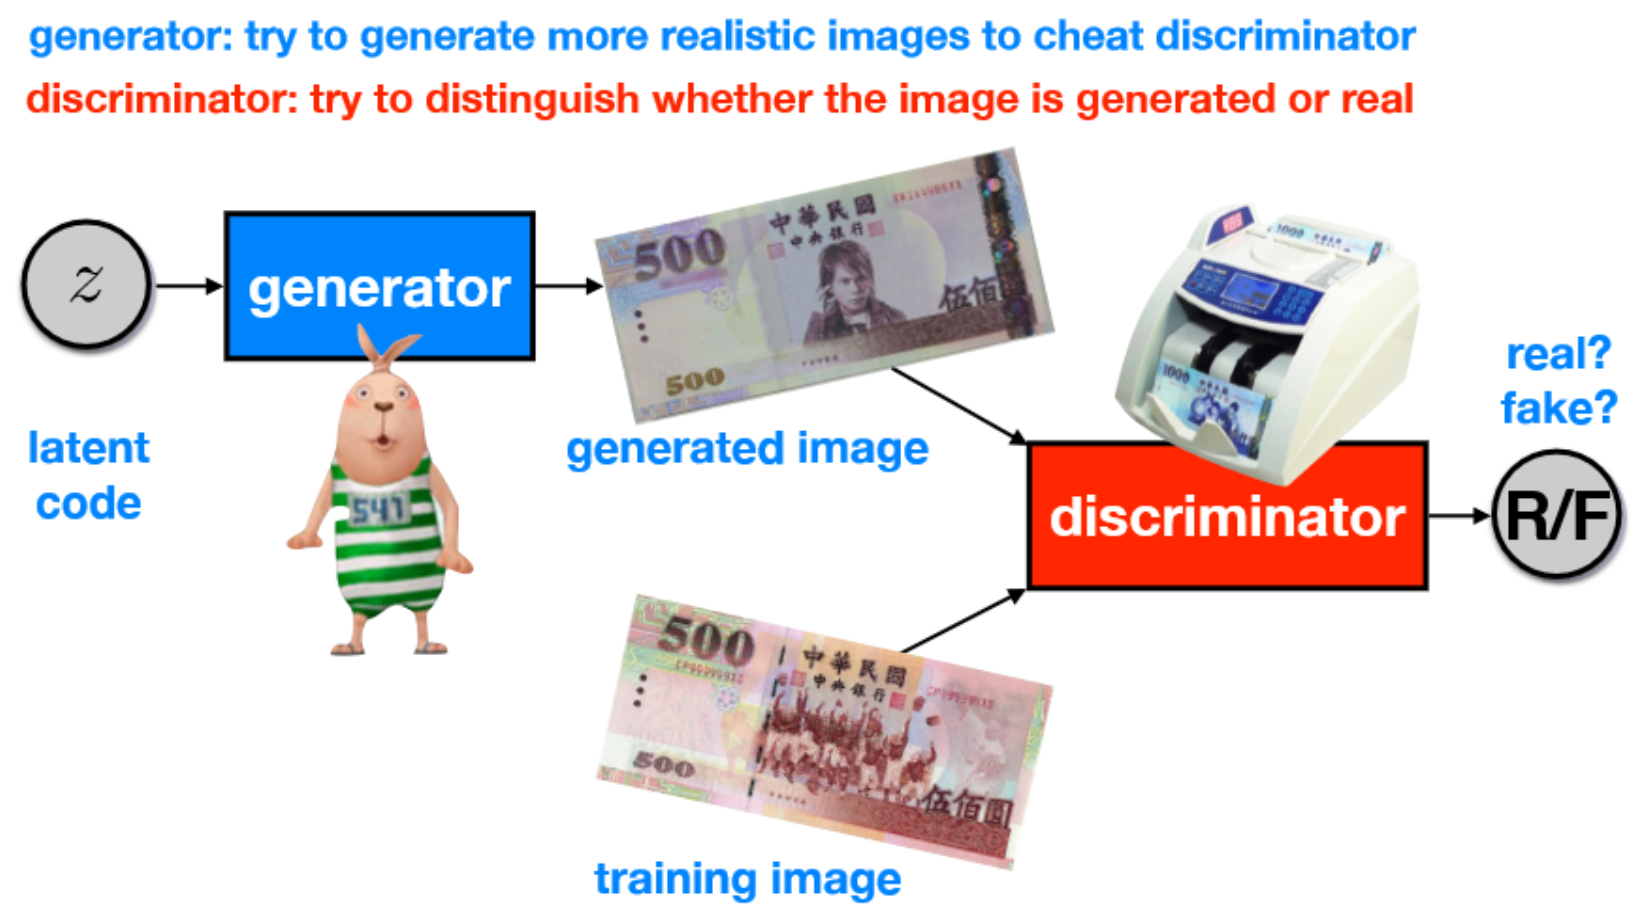 generator: try to generate more realistic images to cheat discriminator
discriminator: try to distinguish whether the image is generated or real
z
generator
500
中華民國
中央銀行
伍佰
500
generated image
latent
code
541
1000
1000
real?
fake?
discriminator
R/F
500
中華民國
中央銀行
500
伍佰圓
training image